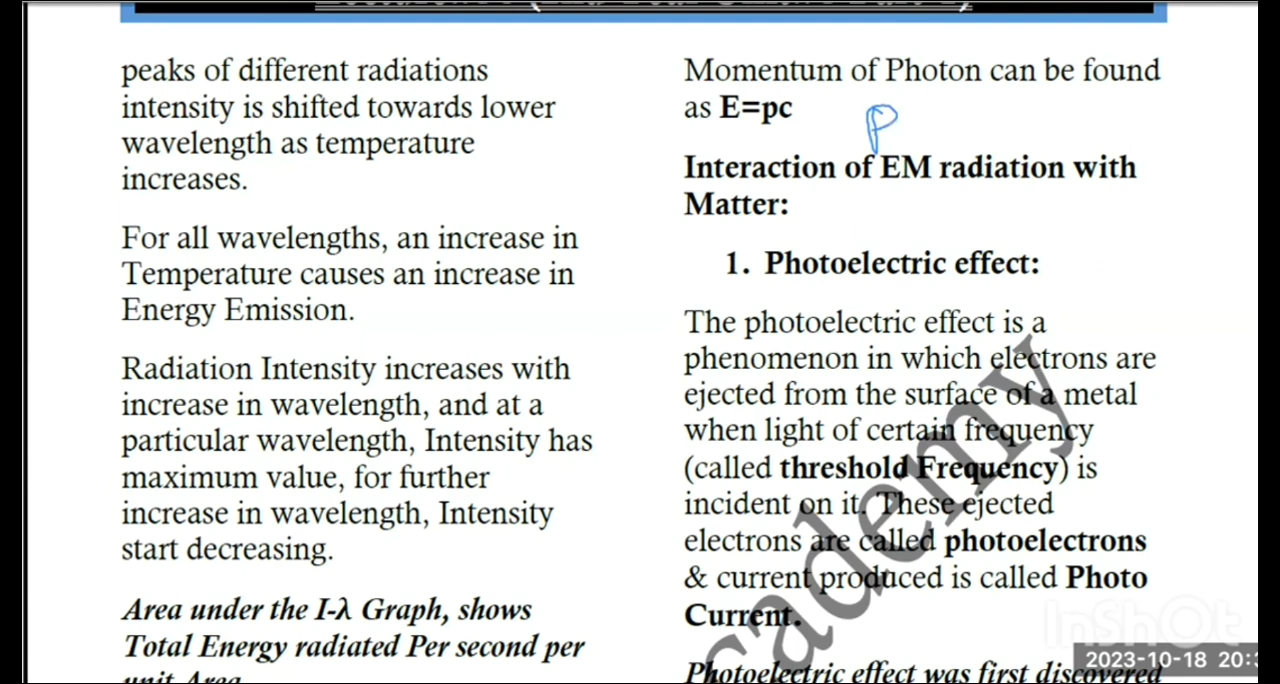 peaks of different radiations
intensity is shifted towards lower
wavelength as temperature
increases.
For all wavelengths, an increase in
Temperature causes an increase in
Energy Emission.
Radiation Intensity increases with
increase in wavelength, and at a
particular wavelength, Intensity has
maximum value, for further
increase in wavelength, Intensity
start decreasing.
Area under the I-λ Graph, shows
Total Energy radiated Per second per
unit Area
Momentum of Photon can be found
as E=pc
P
Interaction of EM radiation with
Matter:
1. Photoelectric effect:
The photoelectric effect is a
phenomenon in which electrons are
ejected from the surface of a metal
when light of certain frequency
(called threshold Frequency) is
incident on it. These ejected
electrons are called photoelectrons
& current produced is called Photo
Current.
Photoelectric effect was first discovered
cademy
InShOt
2023-10-18 20:3